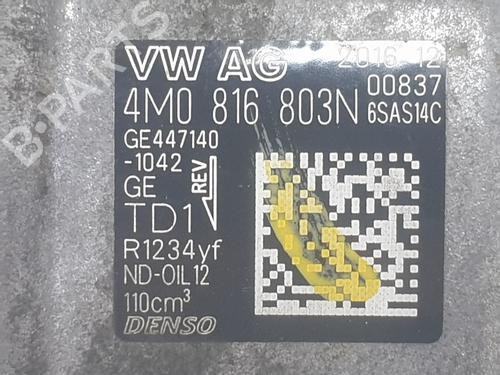 B-PARTS
VW AG 2016-12
4M0 816 803N 00837
6SAS14C
GE447140
-1042
GE
REV
TD1
R1234yf
ND-OIL12
110cm³
DENSO